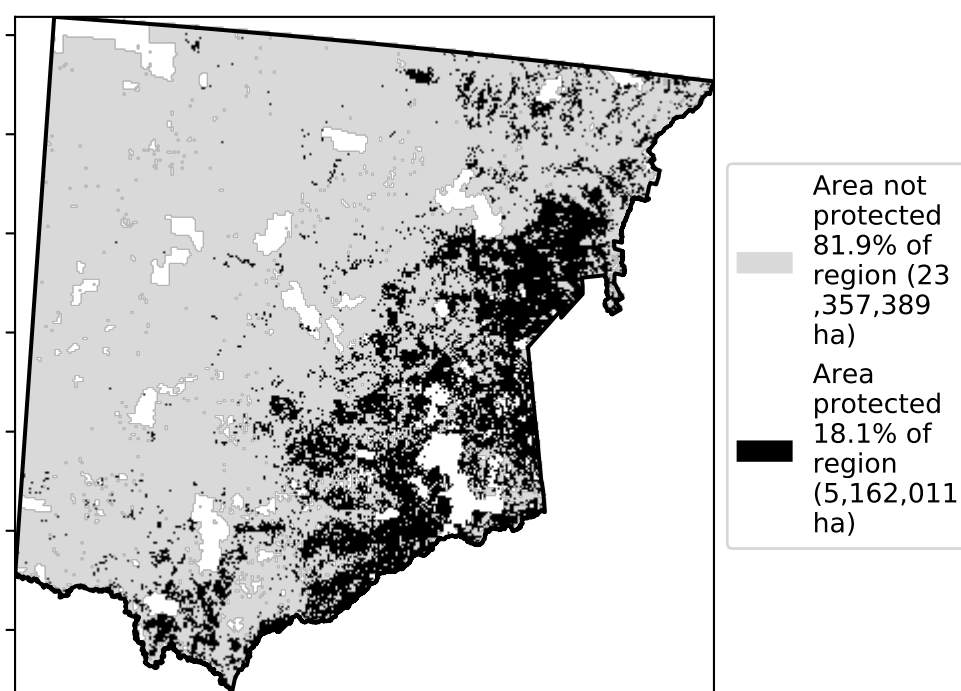 Area not
protected
81.9% of
region (23
,357,389
ha)
Area
protected
18.1% of
region
(5,162,011
ha)